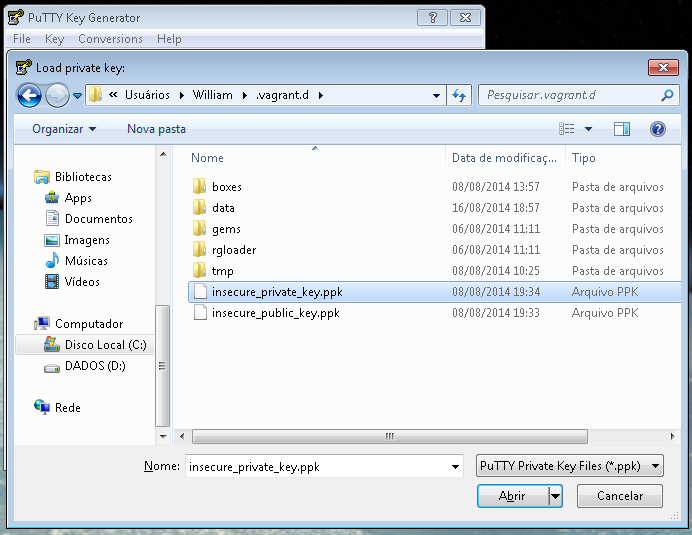 PuTTY Key Generator
File Key Conversions Help
Load private key:
« Usuários William .vagrant.d
Pesquisar .vagrant.d
Organizar Nova pasta
Bibliotecas
Apps
Documentos
Imagens
Músicas
Vídeos
Computador
Disco Local (C:)
DADOS (D:)
Rede
Nome Data de modificaç... Tipo
boxes 08/08/2014 13:57 Pasta de arquivos
data 16/08/2014 18:57 Pasta de arquivos
gems 06/08/2014 11:11 Pasta de arquivos
rgloader 06/08/2014 11:11 Pasta de arquivos
tmp 08/08/2014 10:25 Pasta de arquivos
insecure_private_key.ppk 08/08/2014 19:34 Arquivo PPK
insecure_public_key.ppk 08/08/2014 19:33 Arquivo PPK
Nome: insecure_private_key.ppk PuTTY Private Key Files (*.ppk)
Abrir Cancelar